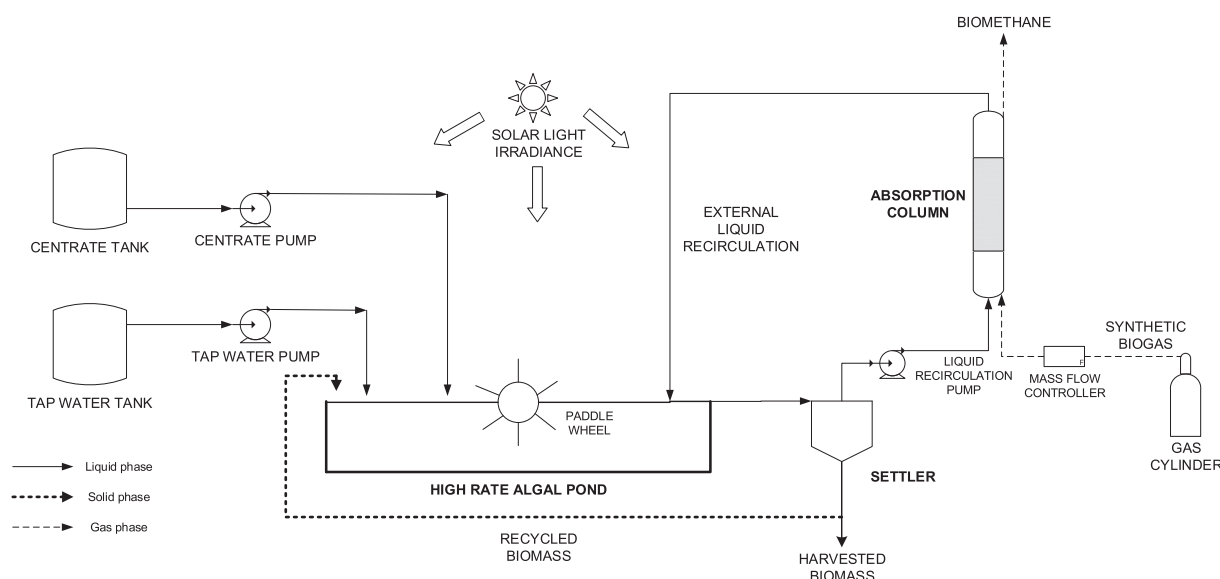 BIOMETHANE
SOLAR LIGHT
IRRADIANCE
ABSORPTION
COLUMN
EXTERNAL
LIQUID
RECIRCULATION
CENTRATE PUMP
CENTRATE TANK
SYNTHETIC
BIOGAS
TAP WATER PUMP
LIQUID
RECIRCULATION
PUMP
F
MASS FLOW
CONTROLLER
TAP WATER TANK
PADDLE
WHEEL
GAS
CYLINDER
Liquid phase
SETTLER
HIGH RATE ALGAL POND
Solid phase
Gas phase
RECYCLED
BIOMASS
HARVESTED
BIOMASS